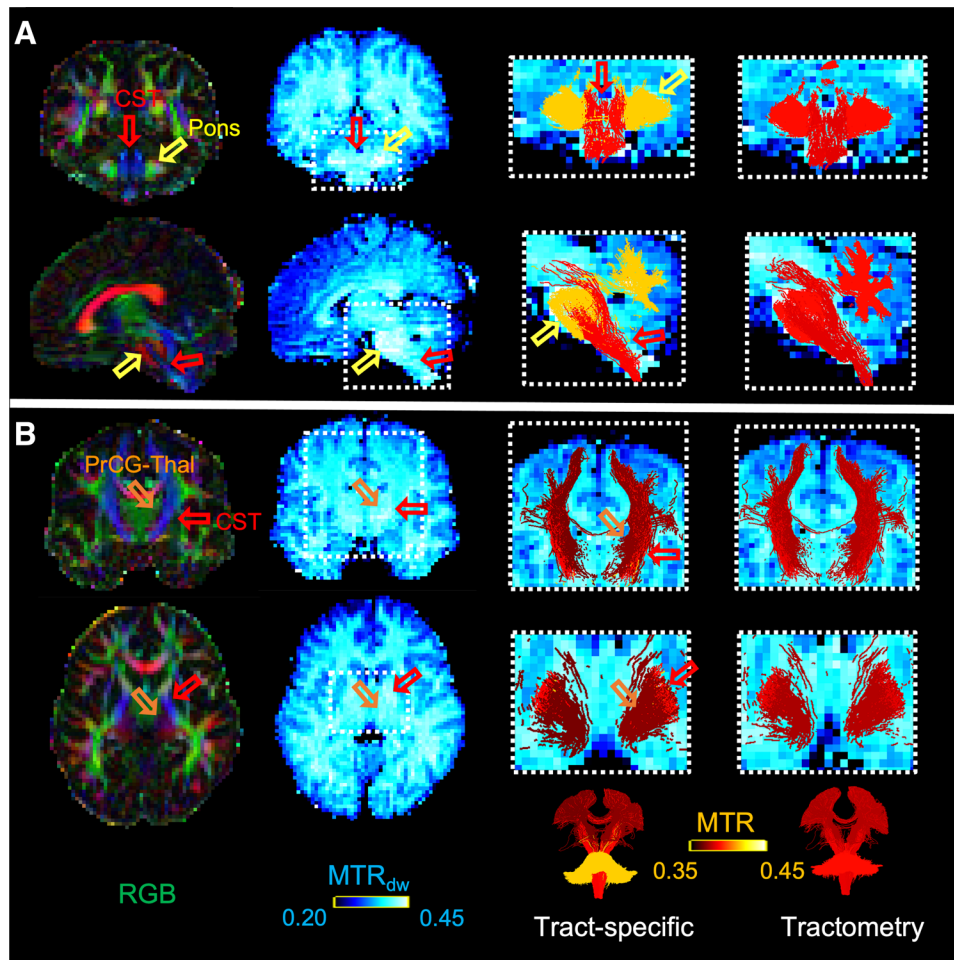 A
CST
Pons
B
PrCG-Thal
CST
RGB
MTRdw
0.20 0.45
MTR
0.35 0.45
Tract-specific
Tractometry